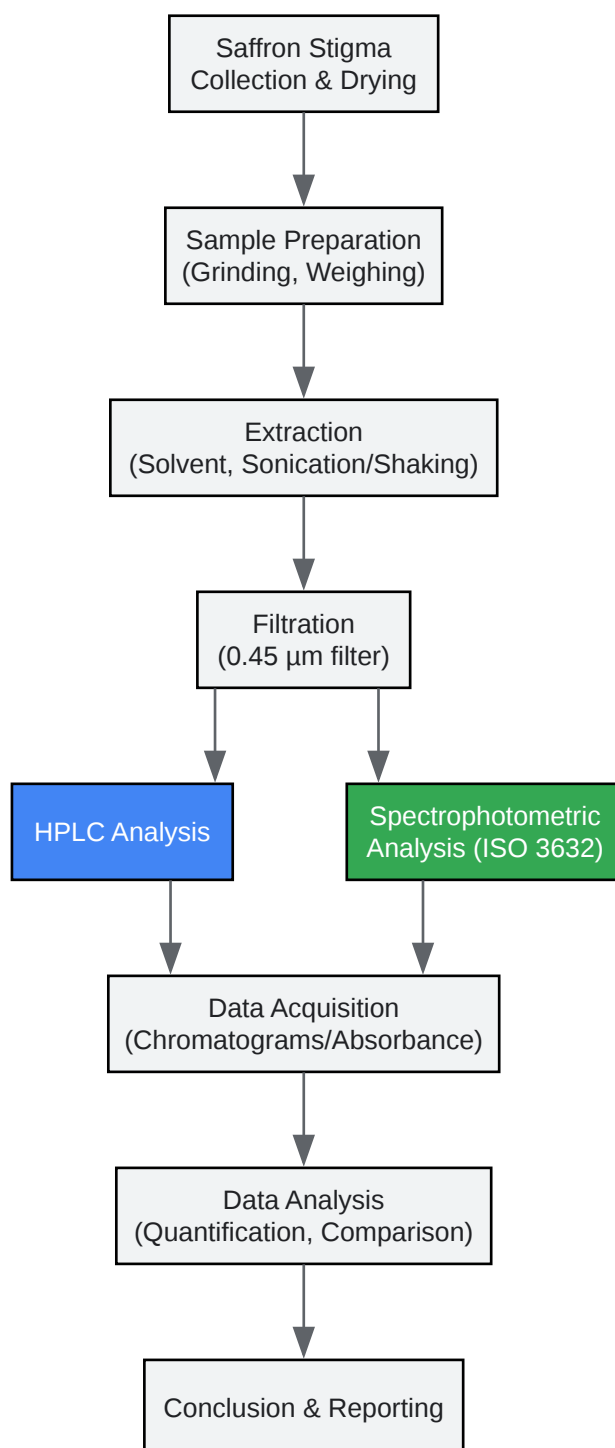 Saffron Stigma
Collection & Drying
Sample Preparation
(Grinding, Weighing)
Extraction
(Solvent, Sonication/Shaking)
Filtration
(0.45 µm filter)
HPLC Analysis
Spectrophotometric
Analysis (ISO 3632)
Data Acquisition
(Chromatograms/Absorbance)
Data Analysis
(Quantification, Comparison)
Conclusion & Reporting